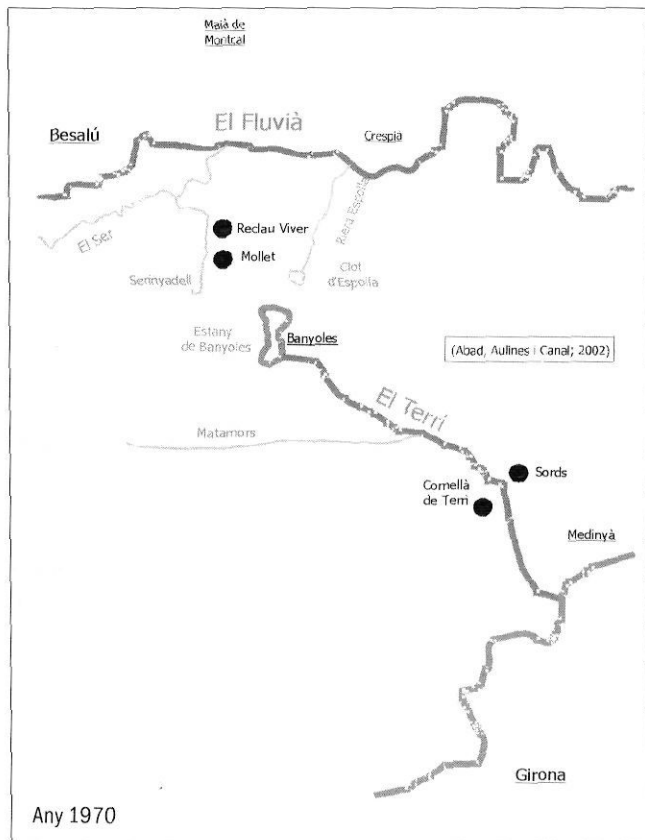 Maià de
Montcal
El Fluvià
Besalú
Crespia
Riera Espolla
El Ser
Reclau Viver
Mollet
Serinyadell
Clot
d'Espolla
Estany
de Banyoles
Banyoles
(Abad, Aulines i Canal; 2002)
El Terri
Matamors
Sords
Cornellà
de Terri
Medinyà
Girona
Any 1970